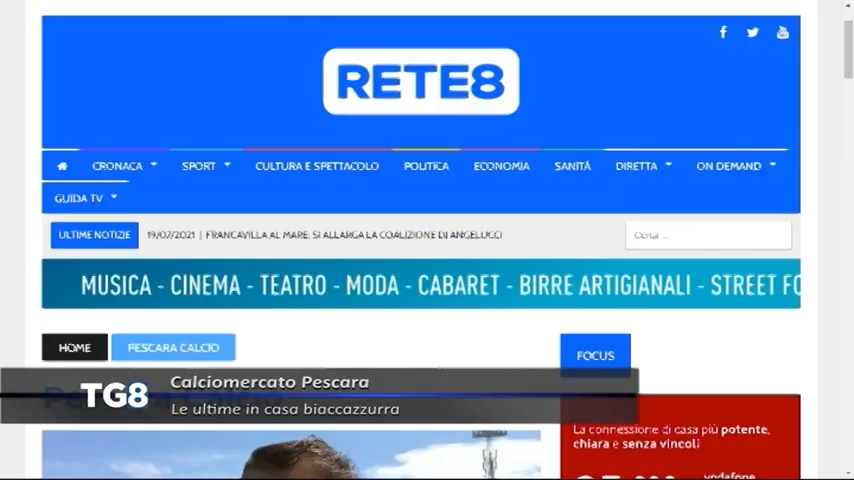 RETE8
CRONACA SPORT CULTURA E SPETTACOLO POLITICA ECONOMIA SANITÀ DIRETTA ON DEMAND
GUIDA TV
ULTIME NOTIZIE 19/07/2021 | FRANCAVILLA AL MARE: SI ALLARGA LA COALIZIONE DI ANGELUCCI Cerca ...
MUSICA - CINEMA - TEATRO - MODA - CABARET - BIRRE ARTIGIANALI - STREET FO
HOME PESCARA CALCIO FOCUS
TG8 Calciomercato Pescara
Le ultime in casa biaccazzurra
La connessione di casa più potente,
chiara e senza vincoli
vodafone